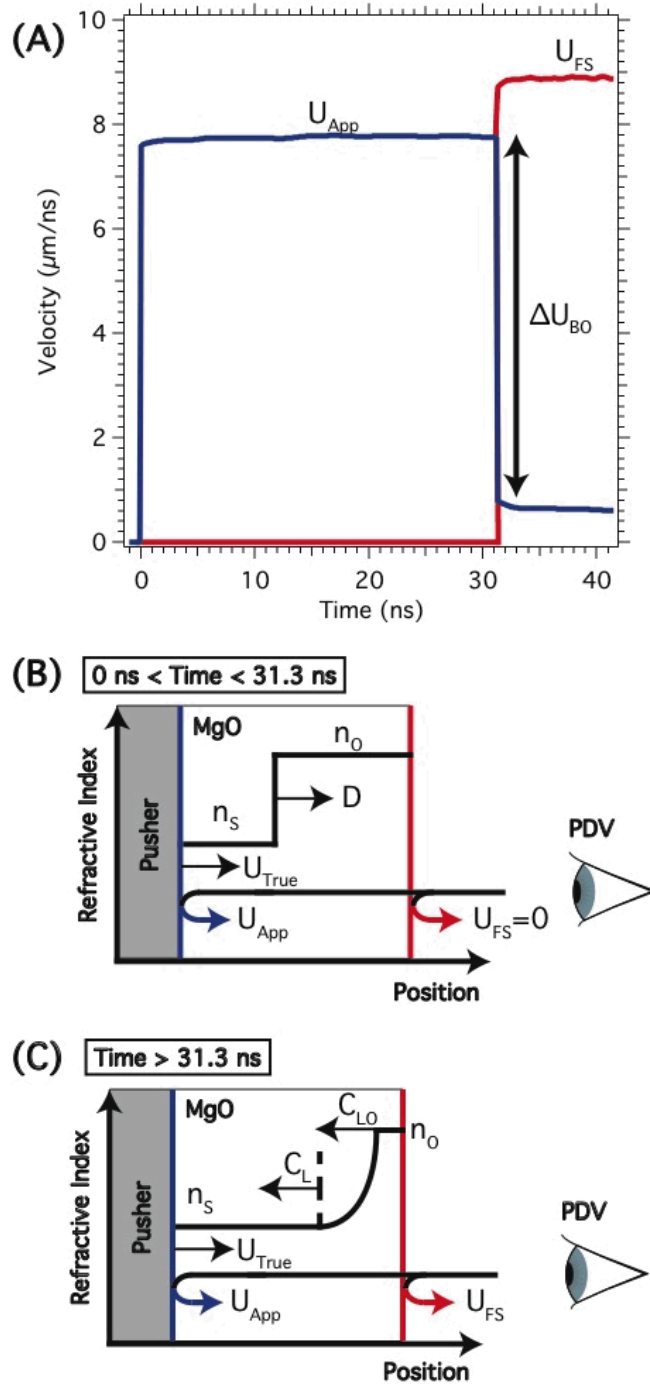 (A)
10
8
6
4
2
0
Velocity (μm/ns)
U_FS
U_App
ΔU_BO
0 10 20 30 40
Time (ns)
(B) 0 ns < Time < 31.3 ns
MgO
n_O
n_S
D
PDV
Pusher
Refractive Index
U_True
U_App
U_FS=0
Position
(C) Time > 31.3 ns
MgO
C_LO
n_O
C_L
n_S
PDV
Pusher
Refractive Index
U_True
U_App
U_FS
Position